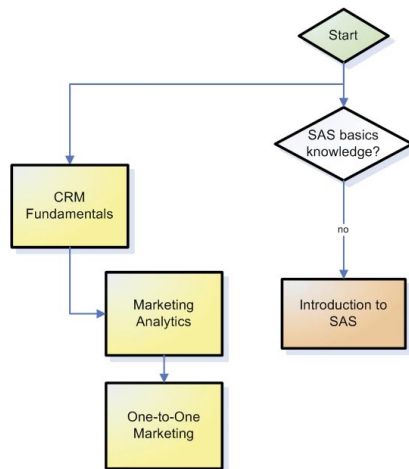 Start
SAS basics
knowledge?
CRM
Fundamentals
no
Introduction to
SAS
Marketing
Analytics
One-to-One
Marketing